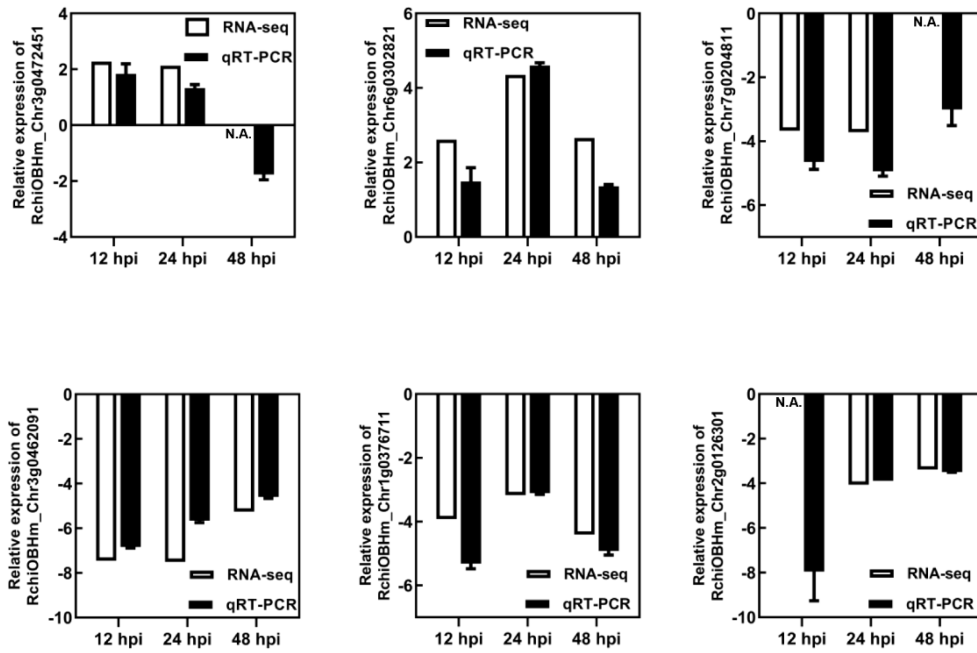 Relative expression of
RchiOBHm_Chr3g0472451
4
2
0
-2
-4
RNA-seq
qRT-PCR
N.A.
12 hpi 24 hpi 48 hpi
Relative expression of
RchiOBHm_Chr6g0302821
6
4
2
0
RNA-seq
qRT-PCR
12 hpi 24 hpi 48 hpi
Relative expression of
RchiOBHm_Chr7g0204811
0
-2
-4
-6
N.A.
RNA-seq
qRT-PCR
12 hpi 24 hpi 48 hpi
Relative expression of
RchiOBHm_Chr3g0462091
0
-2
-4
-6
-8
-10
RNA-seq
qRT-PCR
12 hpi 24 hpi 48 hpi
Relative expression of
RchiOBHm_Chr1g0376711
0
-2
-4
-6
RNA-seq
qRT-PCR
12 hpi 24 hpi 48 hpi
Relative expression of
RchiOBHm_Chr2g0126301
0
-2
-4
-6
-8
-10
N.A.
RNA-seq
qRT-PCR
12 hpi 24 hpi 48 hpi